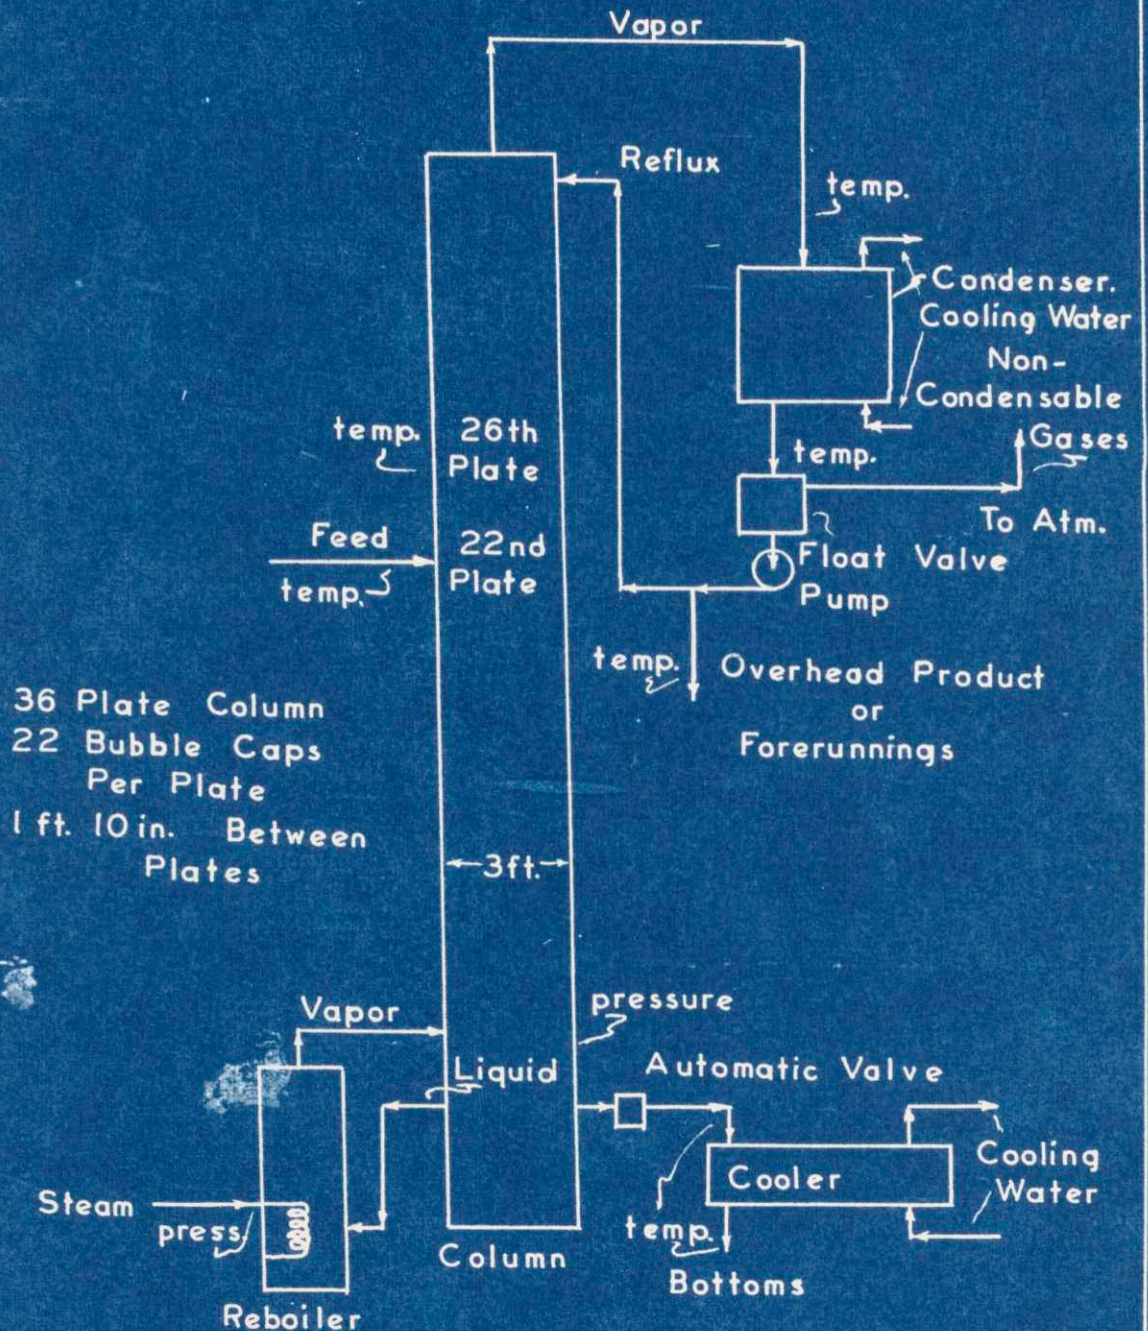 Vapor
Reflux
temp.
Condenser.
Cooling Water
Non-
Condensable
Gases
temp.
To Atm.
temp.
26th
Plate
Feed
temp.
22nd
Plate
Float Valve
Pump
temp.
Overhead Product
or
Forerunnings
36 Plate Column
22 Bubble Caps
Per Plate
1 ft. 10 in. Between
Plates
3ft.
Vapor
pressure
Liquid
Automatic Valve
Cooler
Cooling
Water
Steam
press
temp.
Column
Bottoms
Reboiler